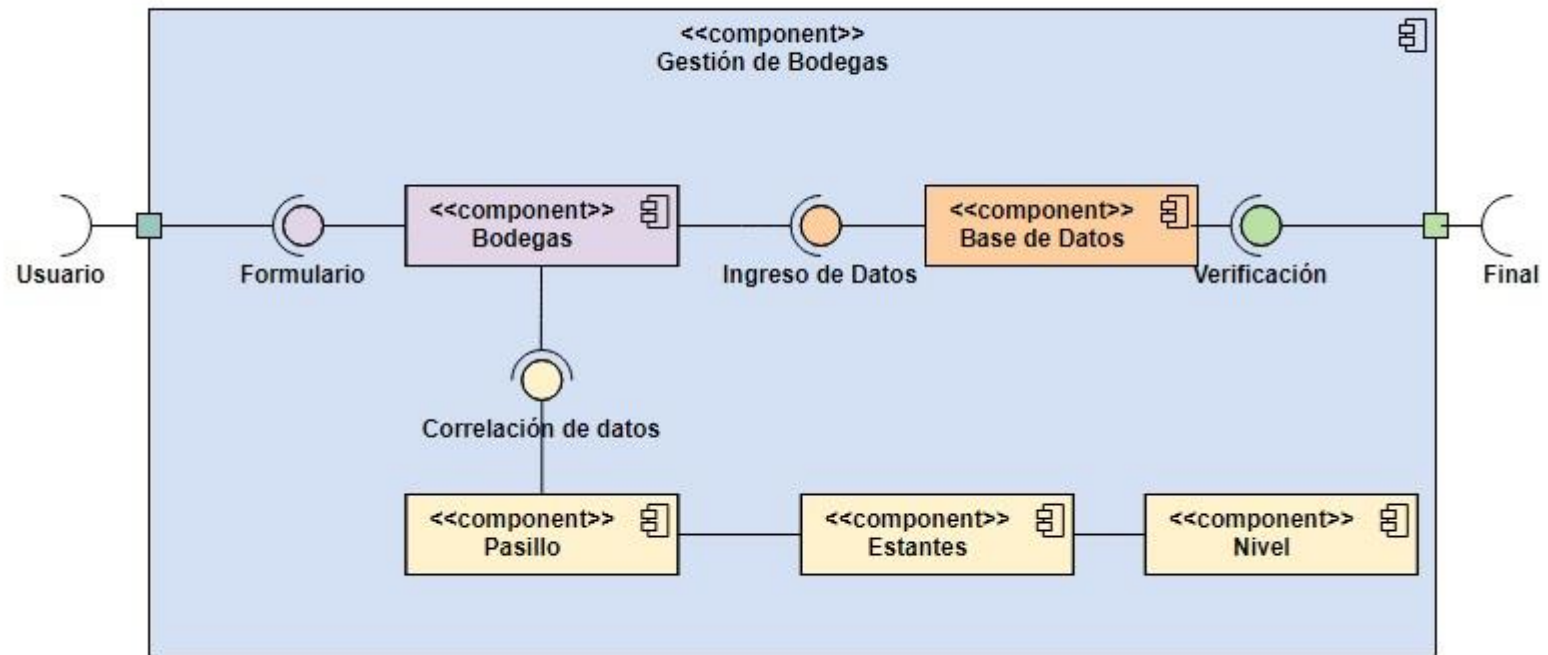 <<component>>
Gestión de Bodegas
<<component>>
Bodegas
<<component>>
Base de Datos
Usuario
Formulario
Ingreso de Datos
Verificación
Final
Correlación de datos
<<component>>
Pasillo
<<component>>
Estantes
<<component>>
Nivel